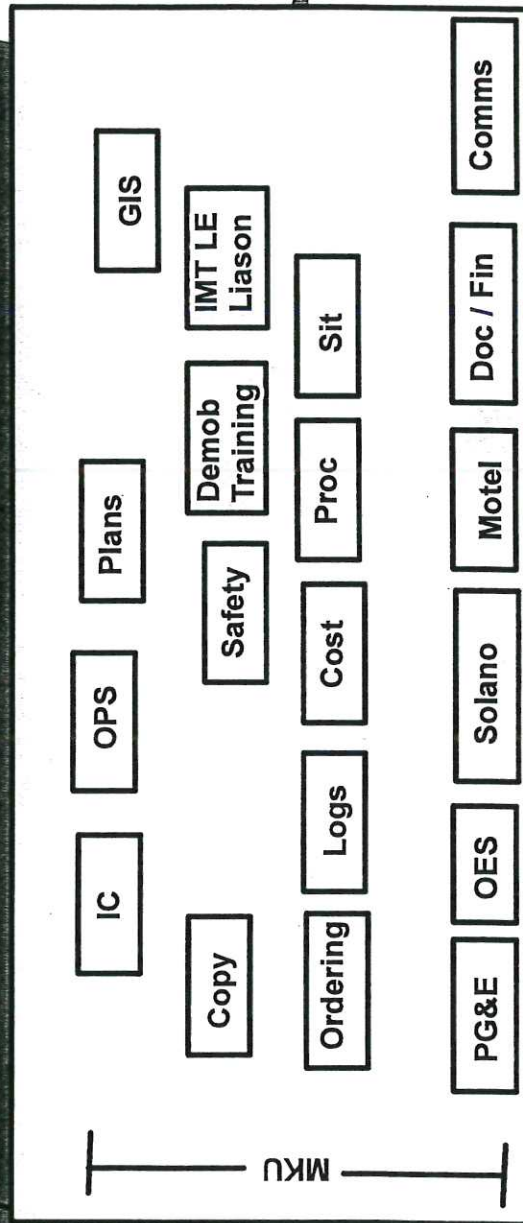 IC
OPS
Plans
GIS
Copy
Safety
Demob
Training
IMT LE
Liason
Ordering
Logs
Cost
Proc
Sit
PG&E
OES
Solano
Motel
Doc / Fin
Comms
MKU